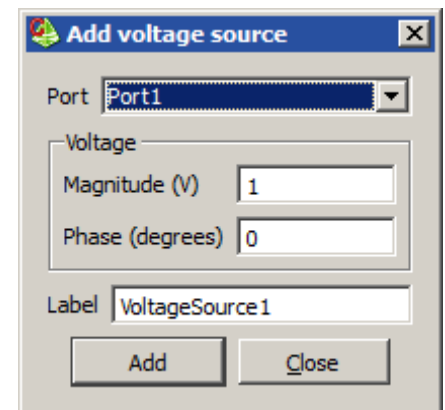 Add voltage source
Port Port1
Voltage
Magnitude (V) 1
Phase (degrees) 0
Label VoltageSource1
Add Close